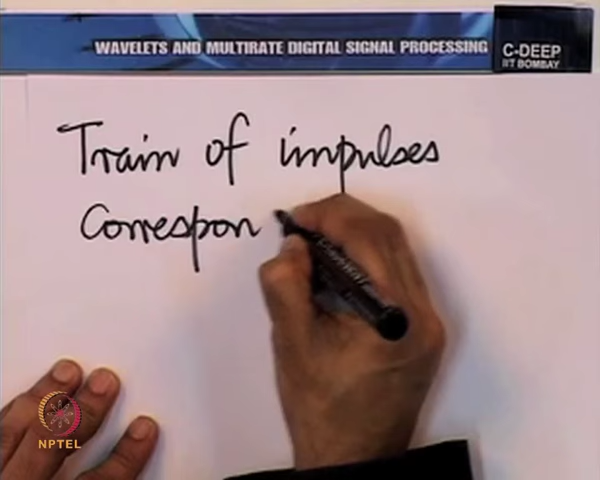 WAVELETS AND MULTIRATE DIGITAL SIGNAL PROCESSING
C-DEEP
IIT BOMBAY
Train of impulses
Correspon
NPTEL